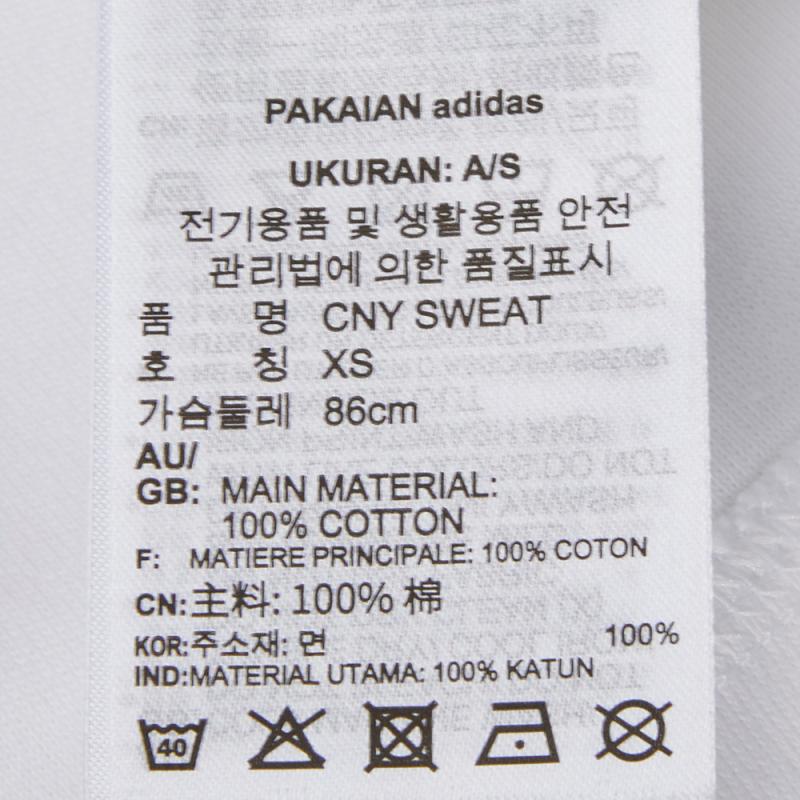 PAKAIAN adidas
UKURAN: A/S
전기용품 및 생활용품 안전
관리법에 의한 품질표시
품 명 CNY SWEAT
호 칭 XS
가슴둘레 86cm
AU/
GB: MAIN MATERIAL:
100% COTTON
F: MATIERE PRINCIPALE: 100% COTON
CN:主料: 100% 棉
KOR:주소재: 면 100%
IND:MATERIAL UTAMA: 100% KATUN
40